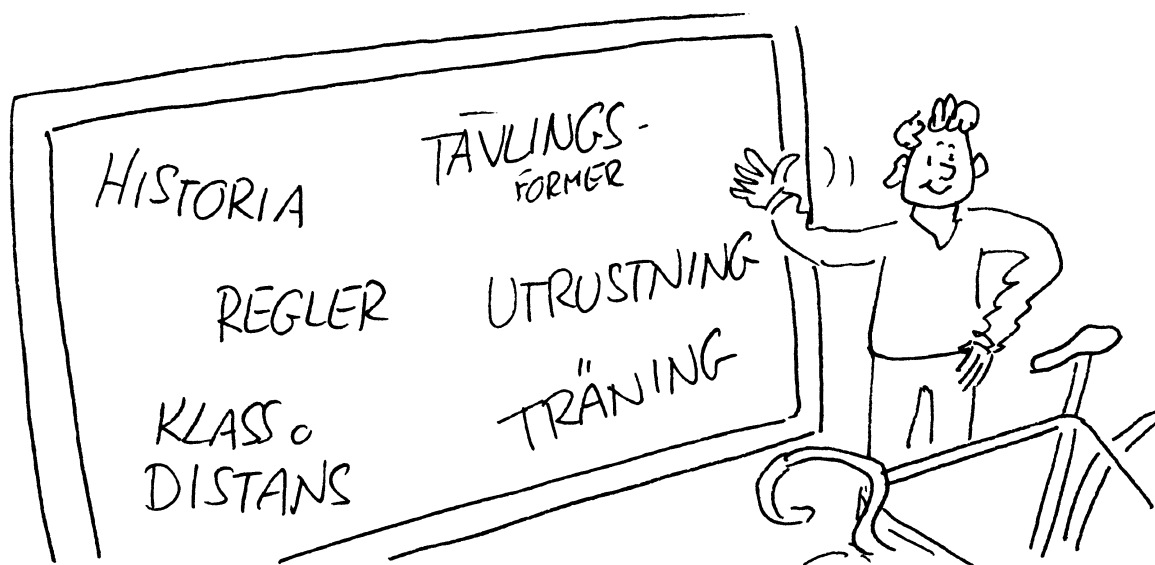 HISTORIA
TÄVLINGS-
FORMER
REGLER
UTRUSTNING
KLASS o
DISTANS
TRÄNING